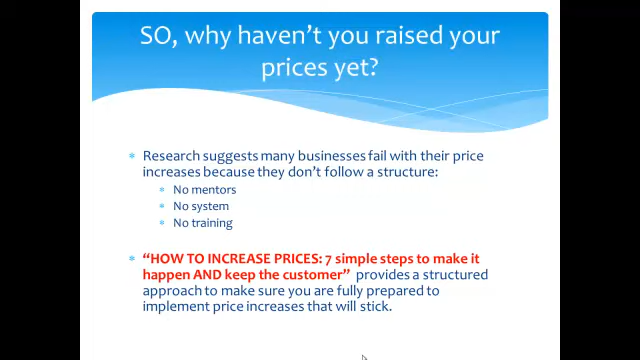 SO, why haven't you raised your
prices yet?
Research suggests many businesses fail with their price
increases because they don't follow a structure:
No mentors
No system
No training
“HOW TO INCREASE PRICES: 7 simple steps to make it
happen AND keep the customer” provides a structured
approach to make sure you are fully prepared to
implement price increases that will stick.